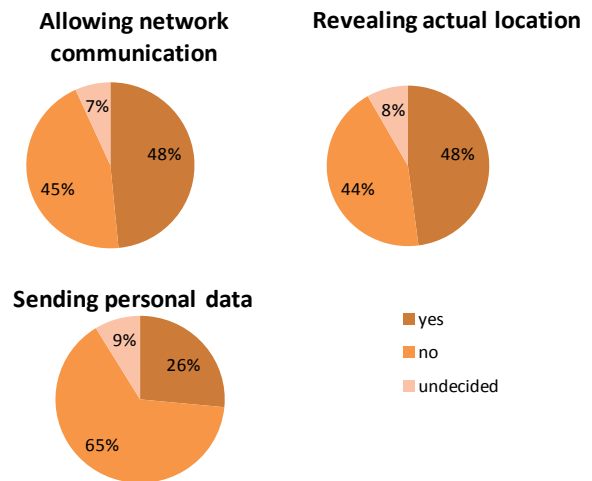 Allowing network
communication
7%
48%
45%
Revealing actual location
8%
48%
44%
Sending personal data
9%
26%
65%
yes
no
undecided